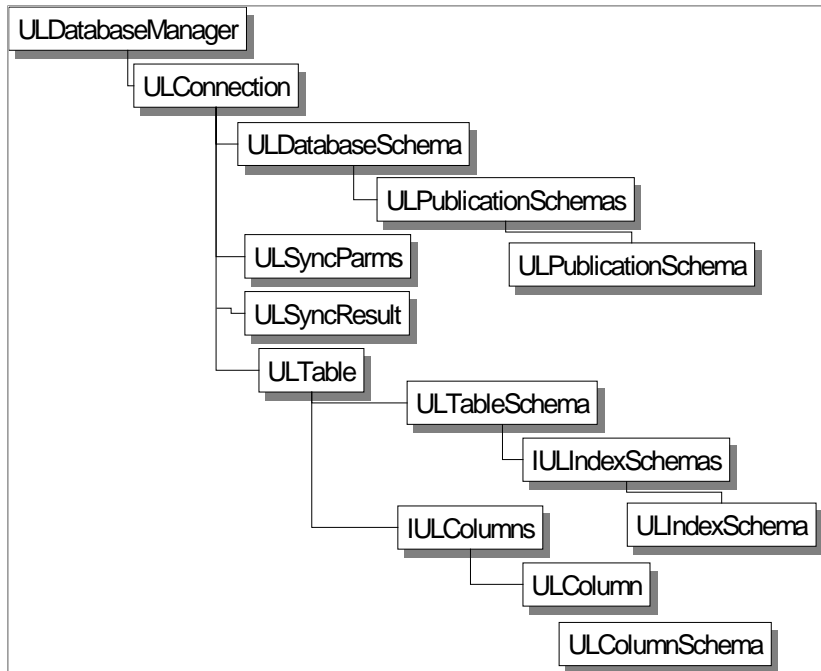 ULDatabaseManager
ULConnection
ULDatabaseSchema
ULPublicationSchemas
ULPublicationSchema
ULSyncParms
ULSyncResult
ULTable
ULTableSchema
IULIndexSchemas
ULIndexSchema
IULColumns
ULColumn
ULColumnSchema